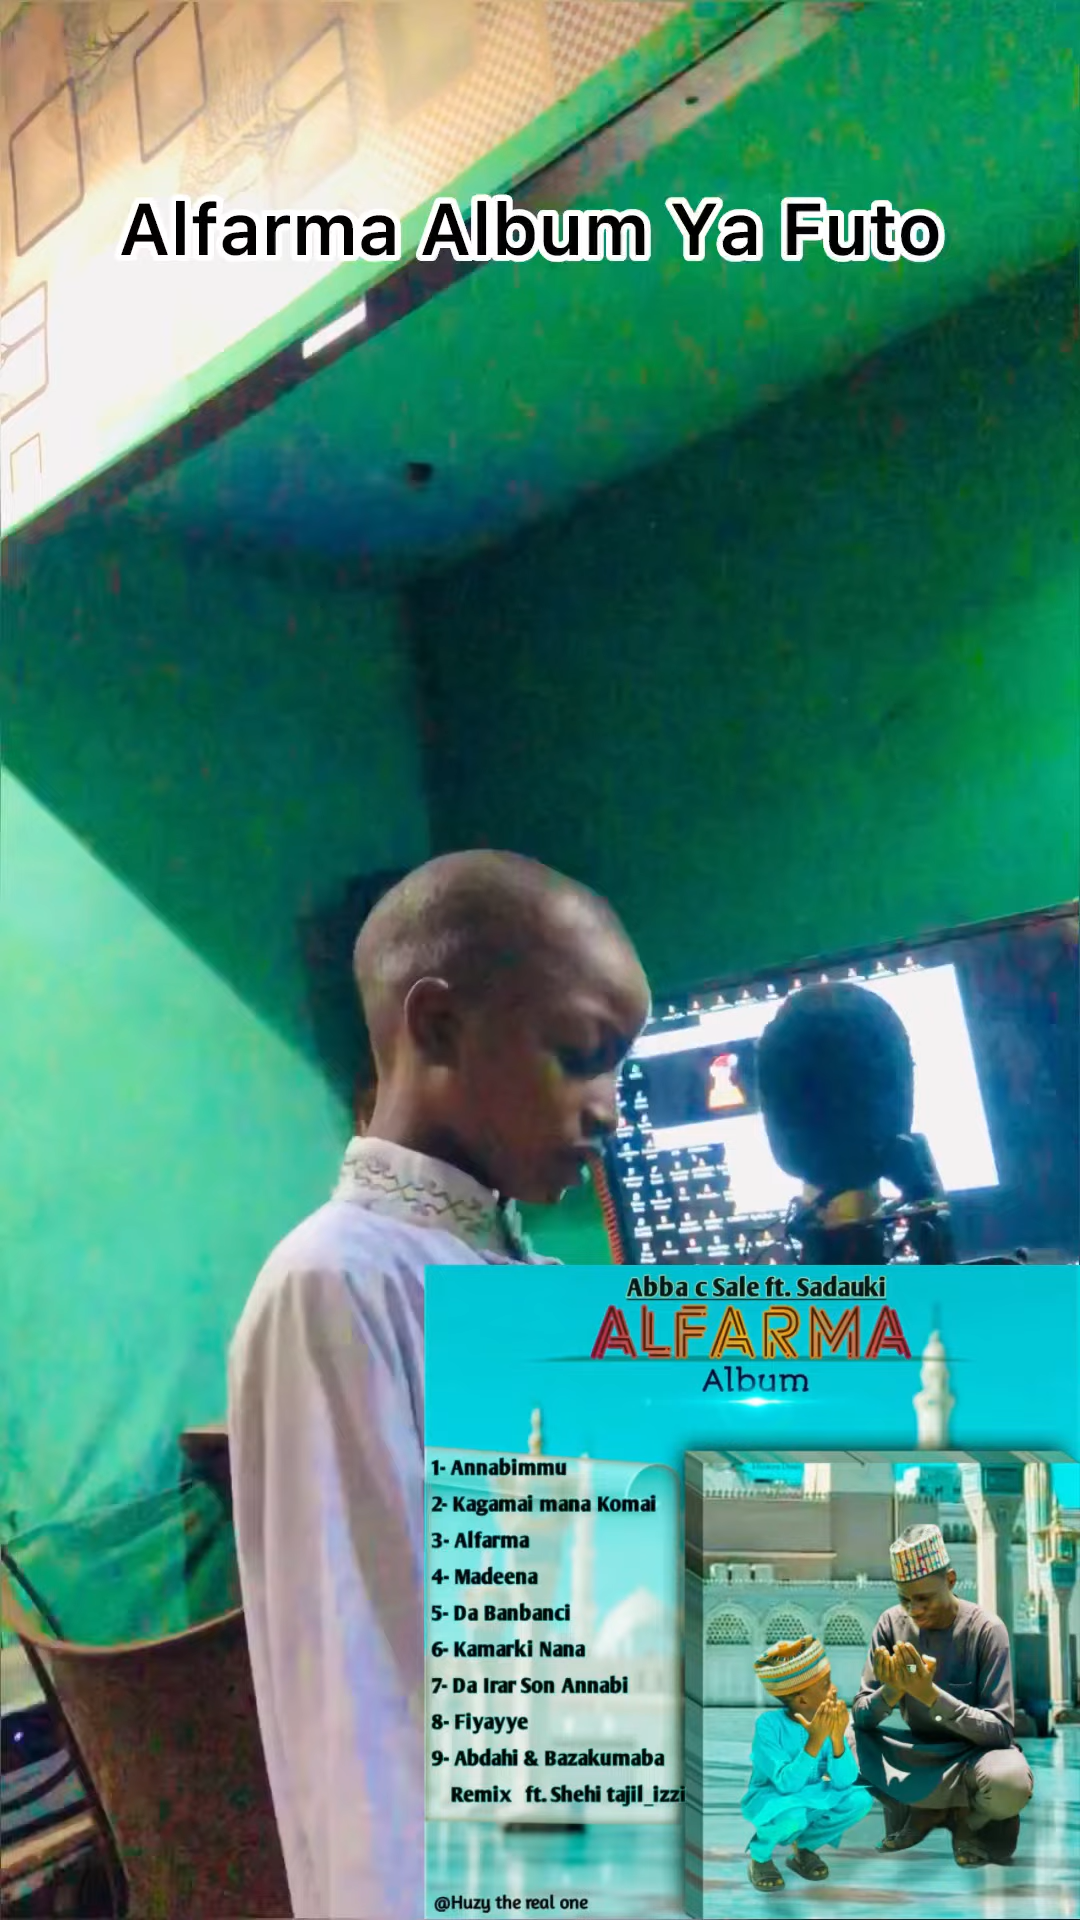 Alfarma Album Ya Futo
Abba c Sale ft. Sadauki
ALFARMA
Album
1- Annabimmu
2- Kagamai mana Komai
3- Alfarma
4- Madeena
5- Da Banbanci
6- Kamarki Nana
7- Da Irar Son Annabi
8- Fiyayye
9- Abdahi & Bazakumaba
Remix ft. Shehi tajil_izzi
@Huzy the real one